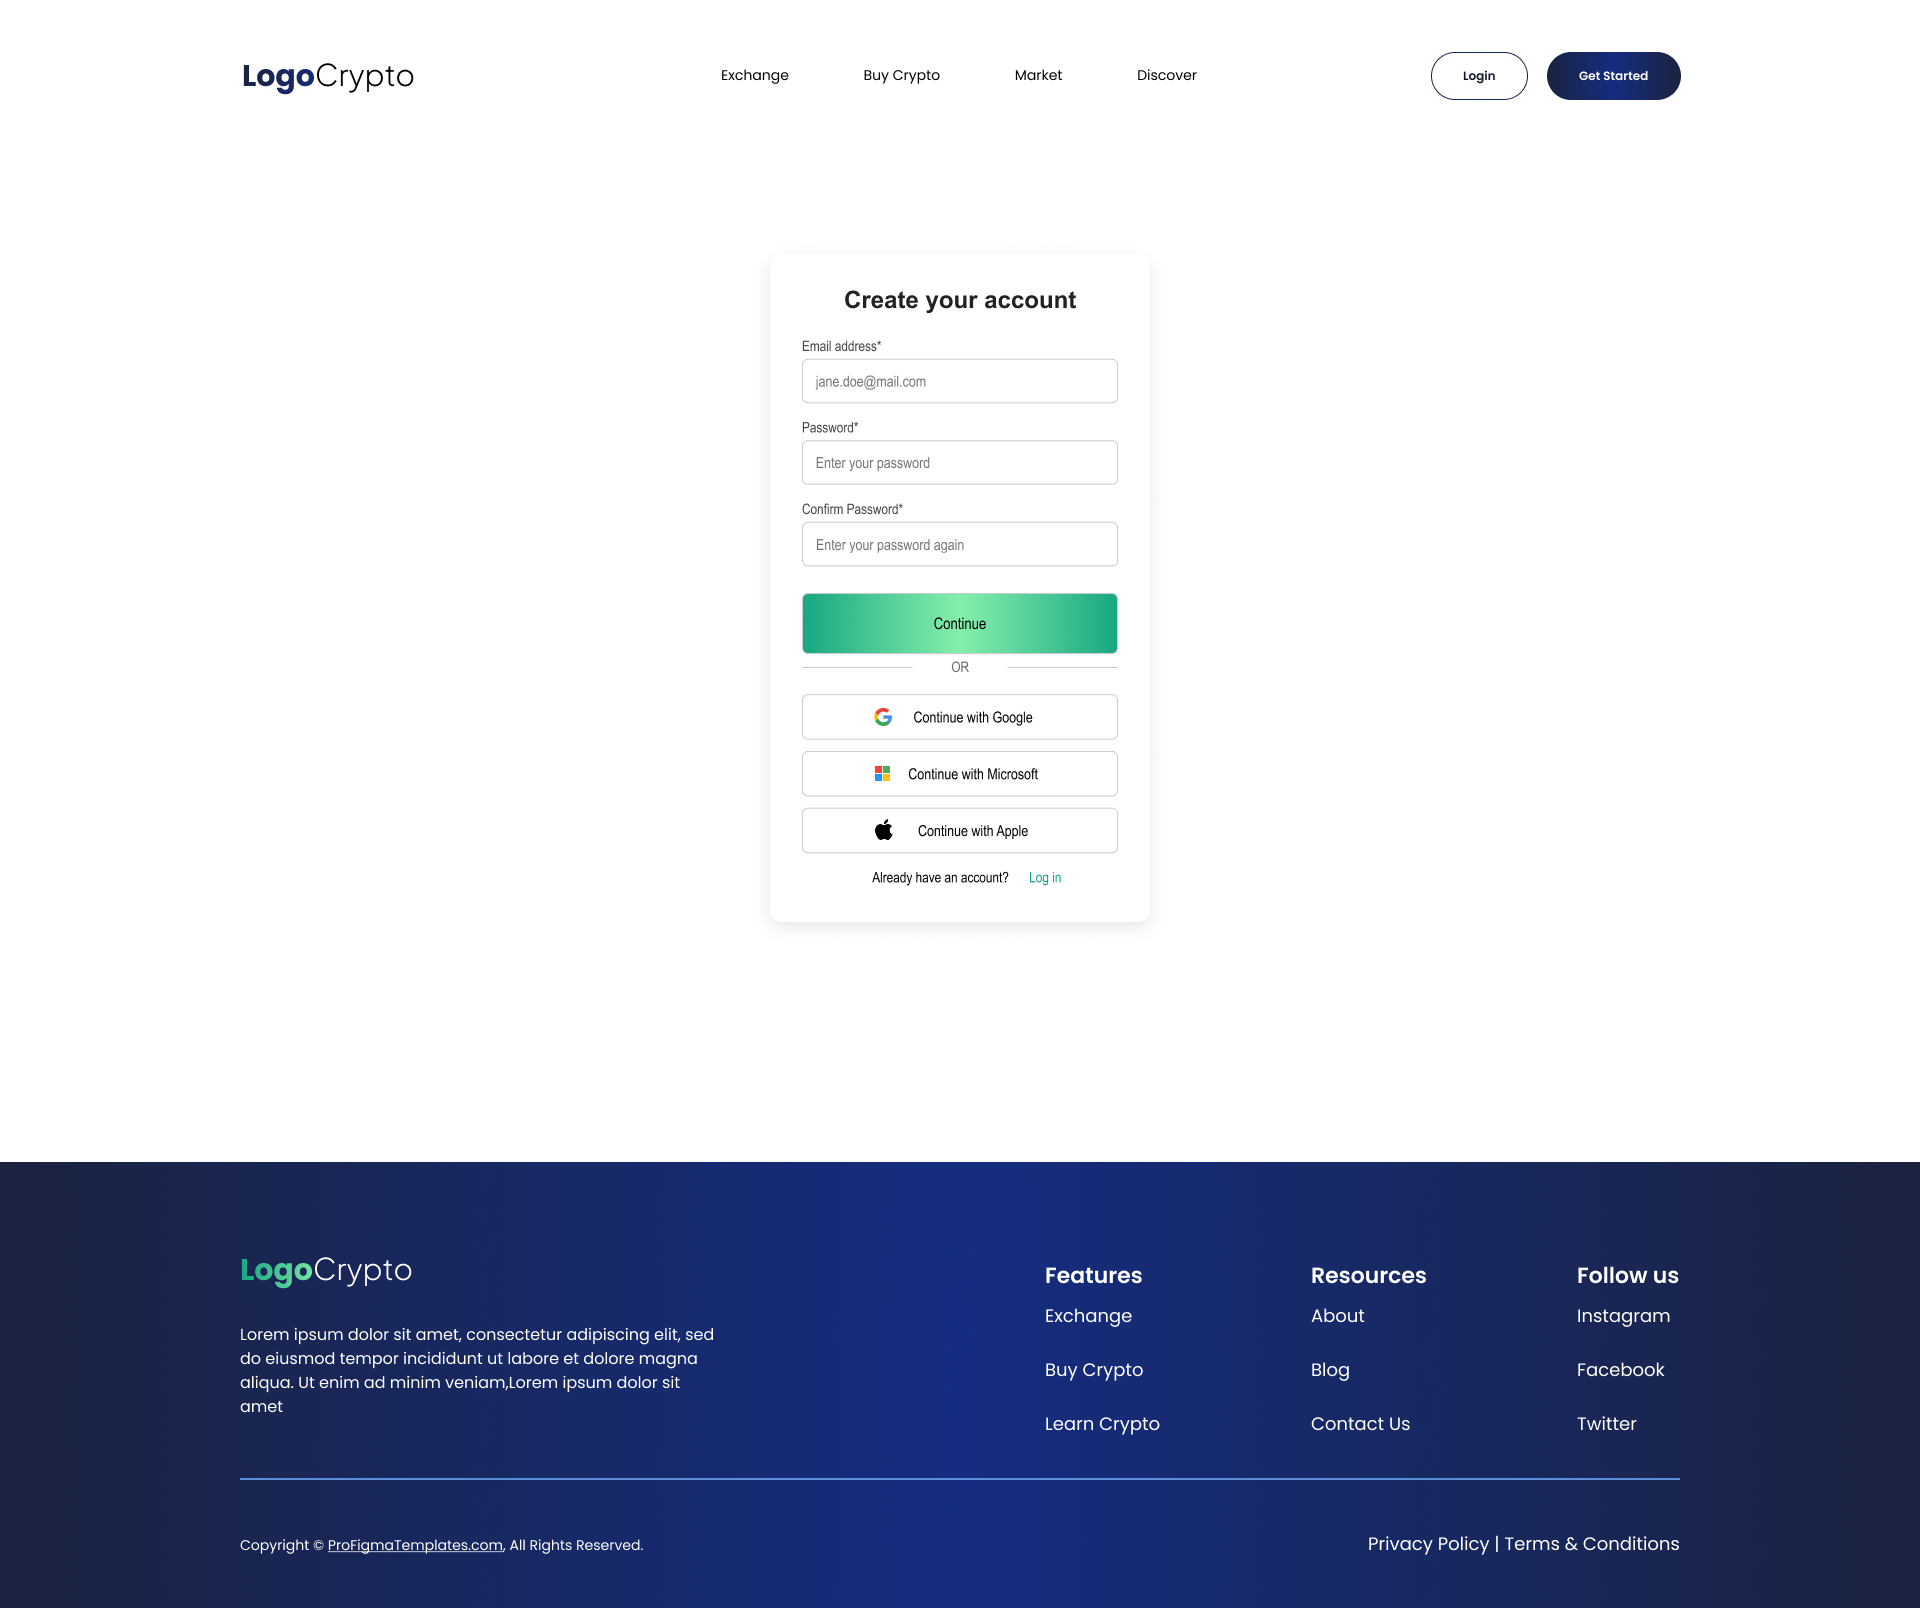 LogoCrypto
Exchange
Buy Crypto
Market
Discover
Login
Get Started
Create your account
Email address*
jane.doe@mail.com
Password*
Enter your password
Confirm Password*
Enter your password again
Continue
OR
Continue with Google
Continue with Microsoft
Continue with Apple
Already have an account? Log in
LogoCrypto
Lorem ipsum dolor sit amet, consectetur adipiscing elit, sed
do eiusmod tempor incididunt ut labore et dolore magna
aliqua. Ut enim ad minim veniam,Lorem ipsum dolor sit
amet
Features
Exchange
Buy Crypto
Learn Crypto
Resources
About
Blog
Contact Us
Follow us
Instagram
Facebook
Twitter
Copyright © ProFigmaTemplates.com, All Rights Reserved.
Privacy Policy | Terms & Conditions